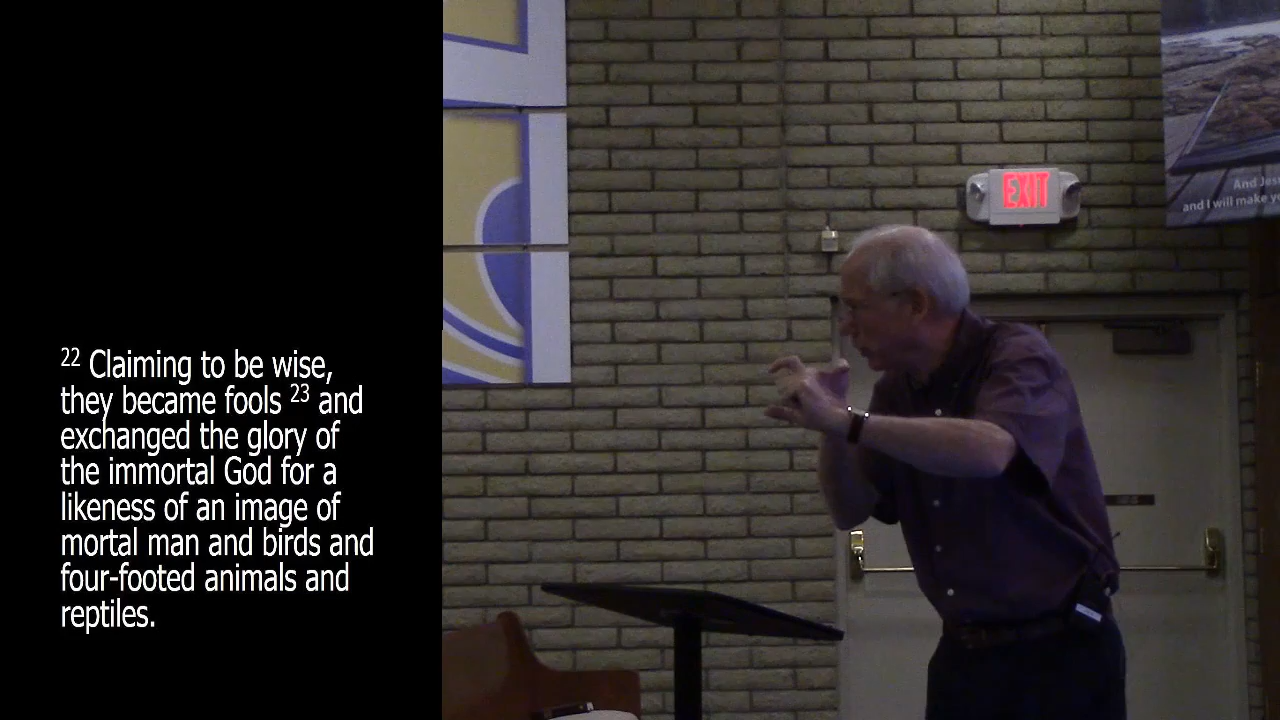 ²² Claiming to be wise,
they became fools ²³ and
exchanged the glory of
the immortal God for a
likeness of an image of
mortal man and birds and
four-footed animals and
reptiles.
EXIT
And Jes
and I will make yo